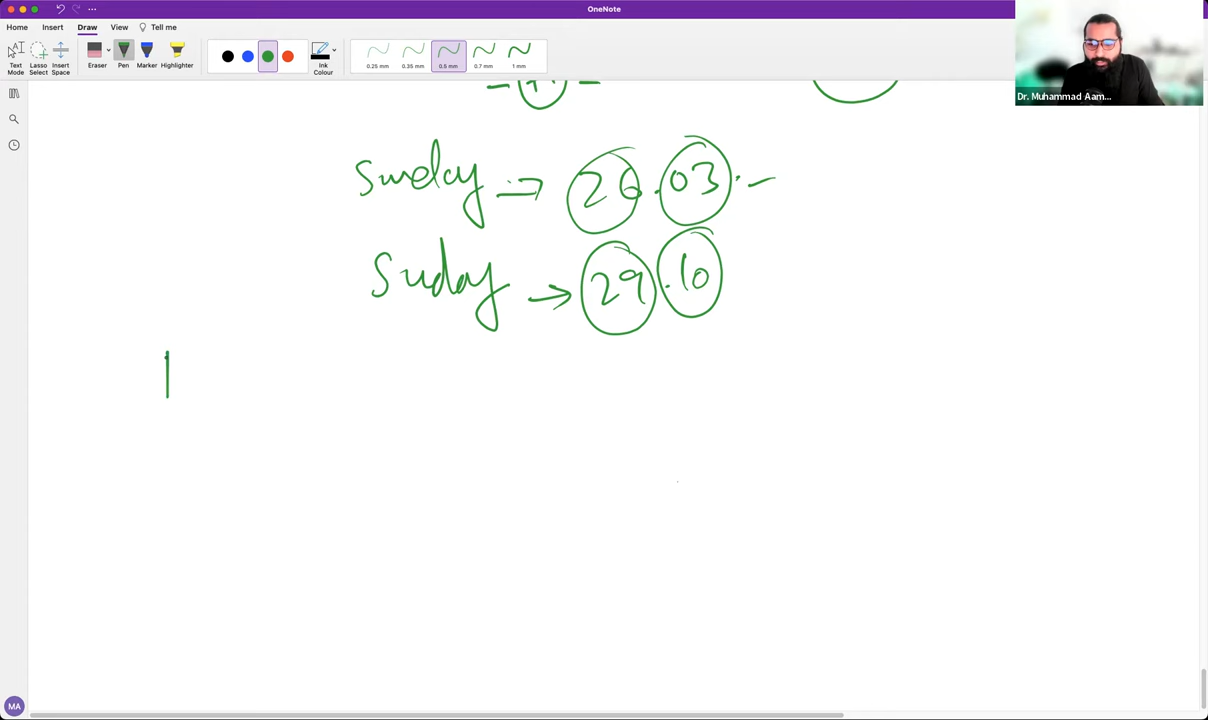 OneNote
Home Insert Draw View Tell me
Text Mode Lasso Select Insert Space Eraser Pen Marker Highlighter Ink Colour 0.25 mm 0.35 mm 0.5 mm 0.7 mm 1 mm
Dr. Muhammad Aam...
Sunday → 26.03.
Sunday → 29.10
MA